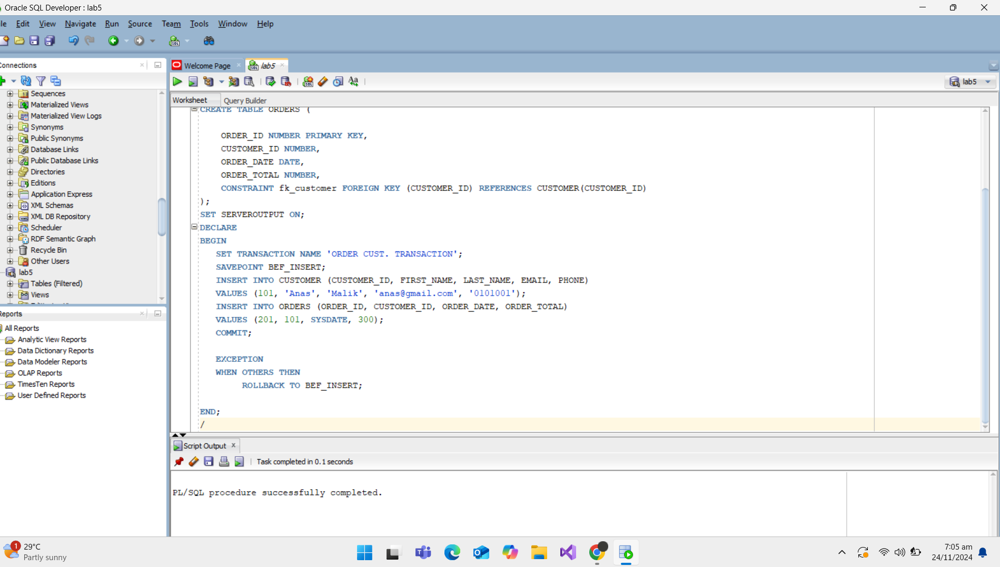 Oracle SQL Developer : lab5
Edit View Navigate Run Source Team Tools Window Help
Connections
Welcome Page
lab5
lab5
Worksheet
Query Builder
Sequences
Materialized Views
Materialized View Logs
Synonyms
Public Synonyms
Database Links
Public Database Links
Directories
Editions
Application Express
XML Schemas
XML DB Repository
Scheduler
RDF Semantic Graph
Recycle Bin
Other Users
lab5
Tables (Filtered)
Views
Reports
All Reports
Analytic View Reports
Data Dictionary Reports
Data Modeler Reports
OLAP Reports
TimesTen Reports
User Defined Reports
CREATE TABLE ORDERS (
ORDER_ID NUMBER PRIMARY KEY,
CUSTOMER_ID NUMBER,
ORDER_DATE DATE,
ORDER_TOTAL NUMBER,
CONSTRAINT fk_customer FOREIGN KEY (CUSTOMER_ID) REFERENCES CUSTOMER(CUSTOMER_ID)
);
SET SERVEROUTPUT ON;
DECLARE
BEGIN
SET TRANSACTION NAME 'ORDER CUST. TRANSACTION';
SAVEPOINT BEF_INSERT;
INSERT INTO CUSTOMER (CUSTOMER_ID, FIRST_NAME, LAST_NAME, EMAIL, PHONE)
VALUES (101, 'Anas', 'Malik', 'anas@gmail.com', '0101001');
INSERT INTO ORDERS (ORDER_ID, CUSTOMER_ID, ORDER_DATE, ORDER_TOTAL)
VALUES (201, 101, SYSDATE, 300);
COMMIT;
EXCEPTION
WHEN OTHERS THEN
ROLLBACK TO BEF_INSERT;
END;
/
Script Output
Task completed in 0.1 seconds
PL/SQL procedure successfully completed.
1
29°C
Partly sunny
7:05 am
24/11/2024